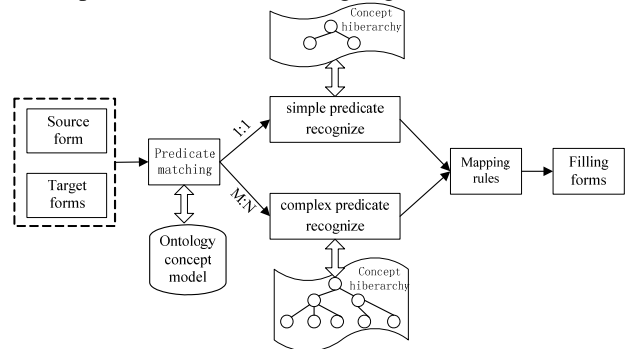 Concept
hiberarchy
Source
form
Target
forms
Predicate
matching
Ontology
concept
model
1:1
M:N
simple predicate
recognize
complex predicate
recognize
Concept
hiberarchy
Mapping
rules
Filling
forms